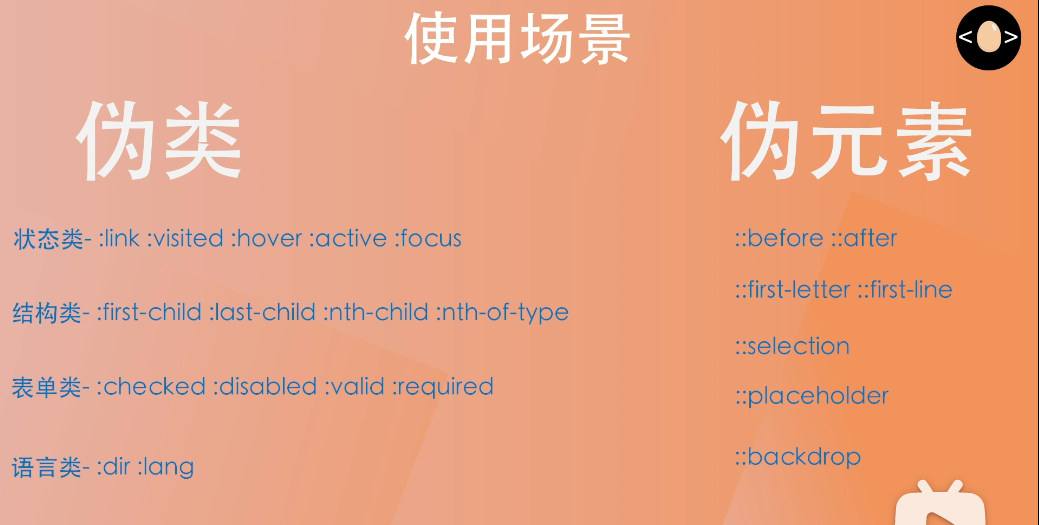 使用场景
< >
伪类
伪元素
状态类- :link :visited :hover :active :focus
结构类- :first-child :last-child :nth-child :nth-of-type
表单类- :checked :disabled :valid :required
语言类- :dir :lang
::before ::after
::first-letter ::first-line
::selection
::placeholder
::backdrop